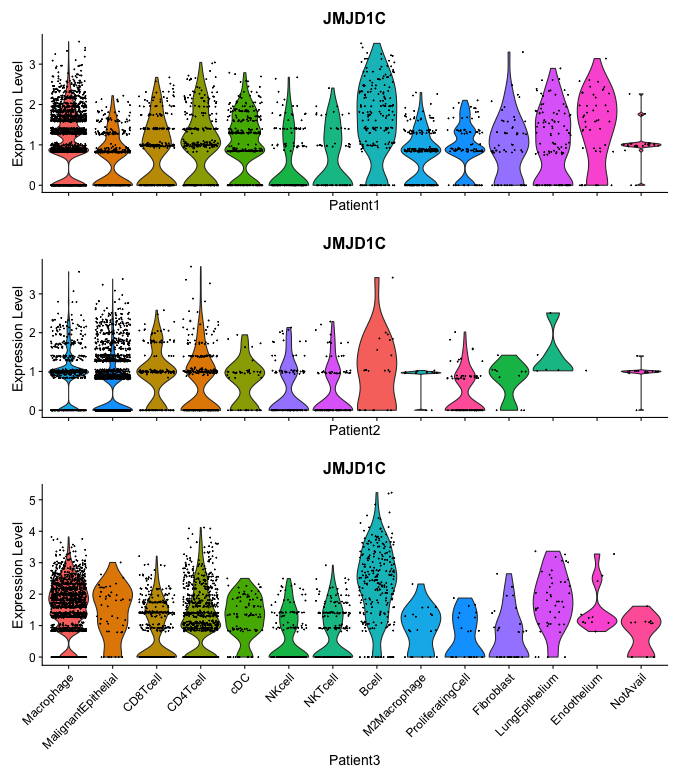 JMJD1C
Expression Level
3
2
1
0
Patient1
JMJD1C
Expression Level
3
2
1
0
Patient2
JMJD1C
Expression Level
5
4
3
2
1
0
Macrophage
MalignantEpithelial
CD8Tcell
CD4Tcell
cDC
NKcell
NKTcell
Bcell
M2Macrophage
ProliferatingCell
Fibroblast
LungEpithelium
Endothelium
NotAvail
Patient3